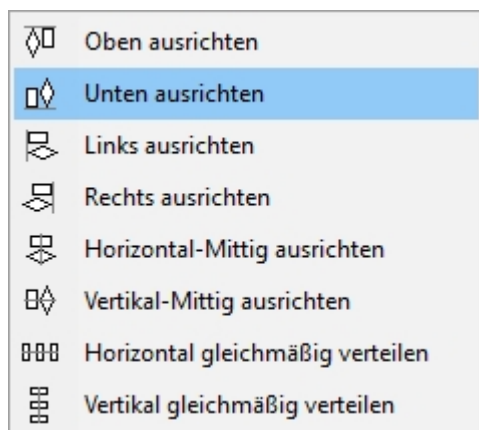 Oben ausrichten
Unten ausrichten
Links ausrichten
Rechts ausrichten
Horizontal-Mittig ausrichten
Vertikal-Mittig ausrichten
Horizontal gleichmäßig verteilen
Vertikal gleichmäßig verteilen